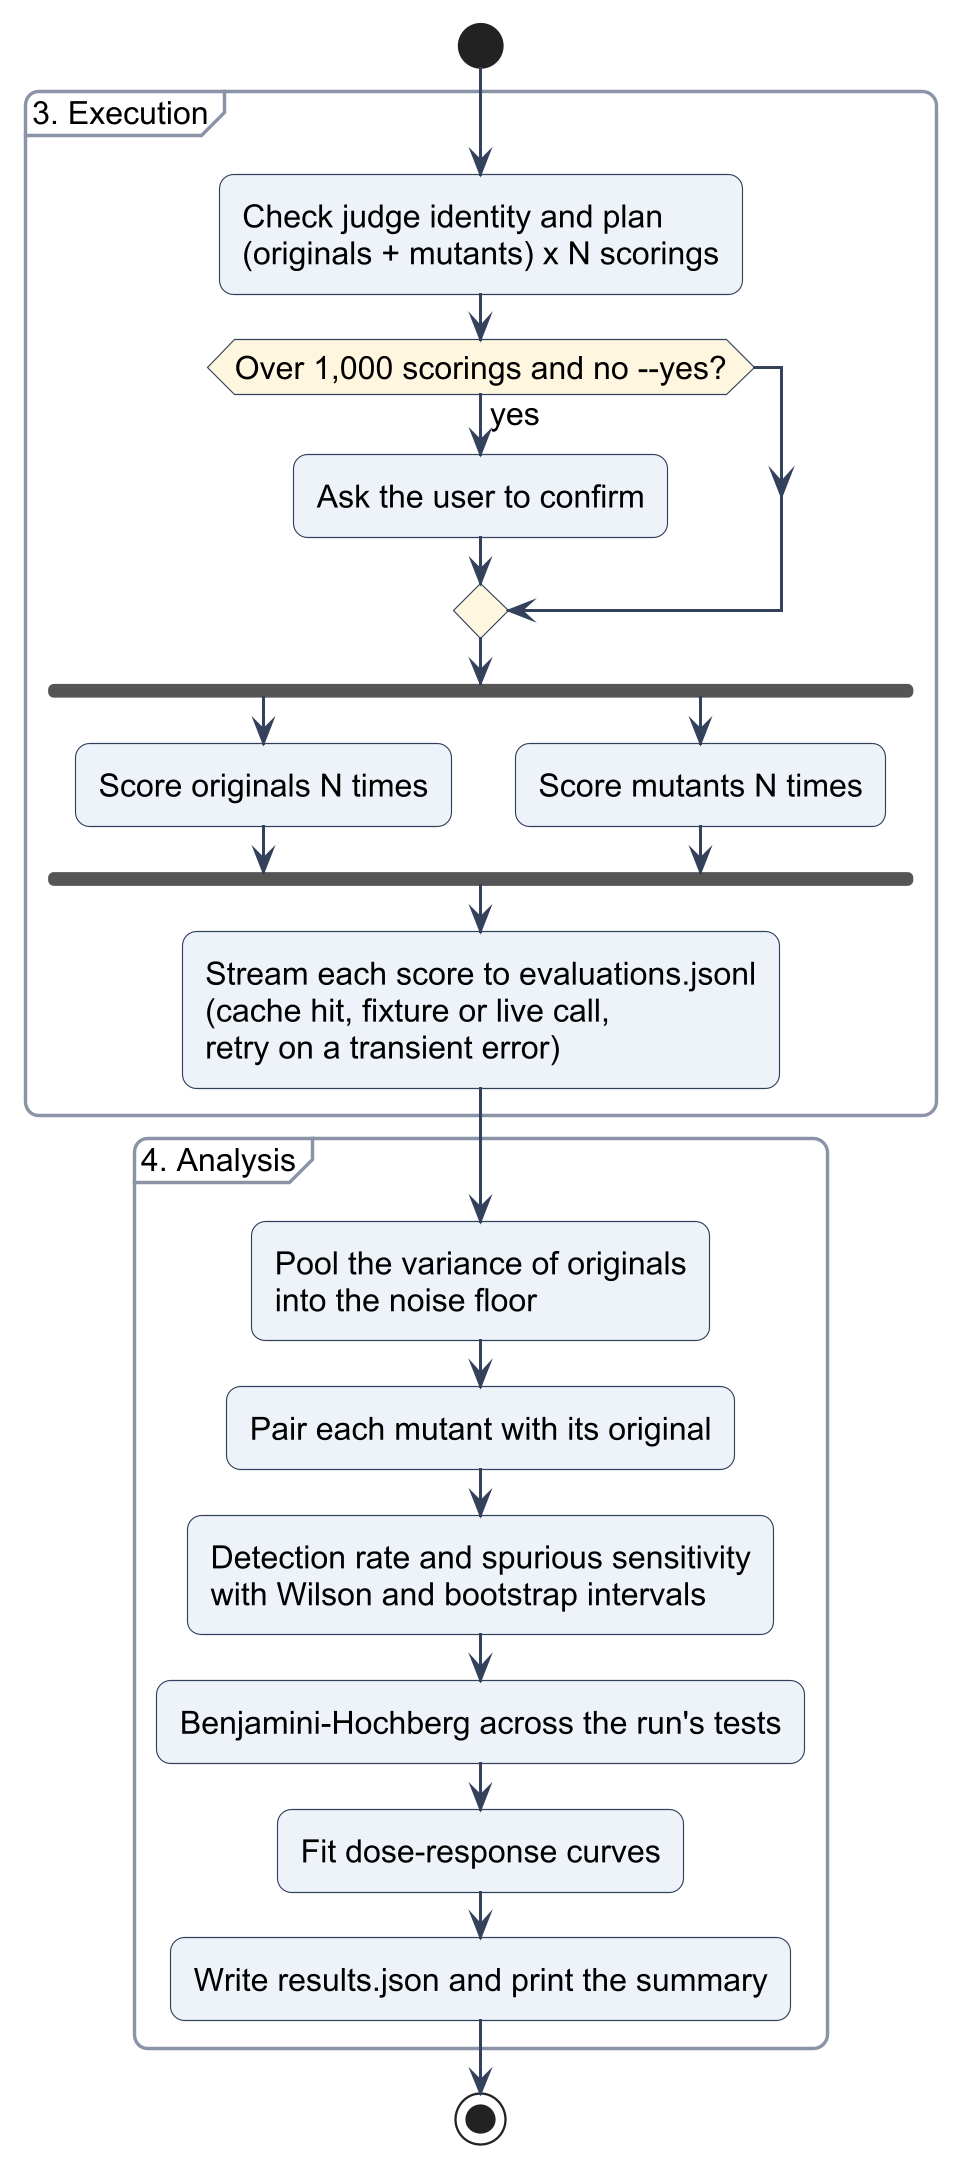 3. Execution
Check judge identity and plan
(originals + mutants) x N scorings
Over 1,000 scorings and no --yes?
yes
Ask the user to confirm
Score originals N times
Score mutants N times
Stream each score to evaluations.jsonl
(cache hit, fixture or live call,
retry on a transient error)
4. Analysis
Pool the variance of originals
into the noise floor
Pair each mutant with its original
Detection rate and spurious sensitivity
with Wilson and bootstrap intervals
Benjamini-Hochberg across the run's tests
Fit dose-response curves
Write results.json and print the summary